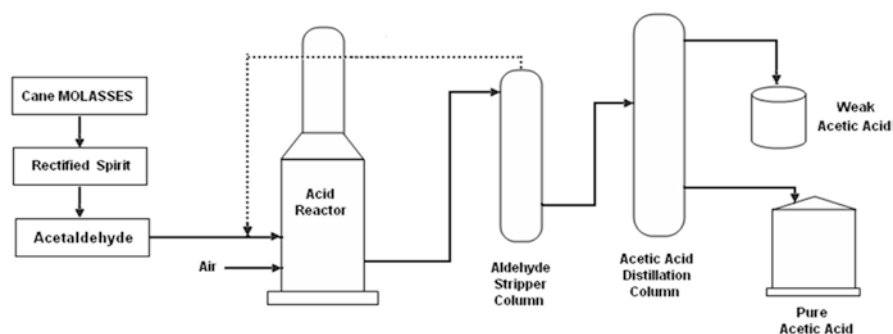 Cane MOLASSES
Rectified Spirit
Acetaldehyde
Air
Acid
Reactor
Aldehyde
Stripper
Column
Acetic Acid
Distillation
Column
Weak
Acetic Acid
Pure
Acetic Acid